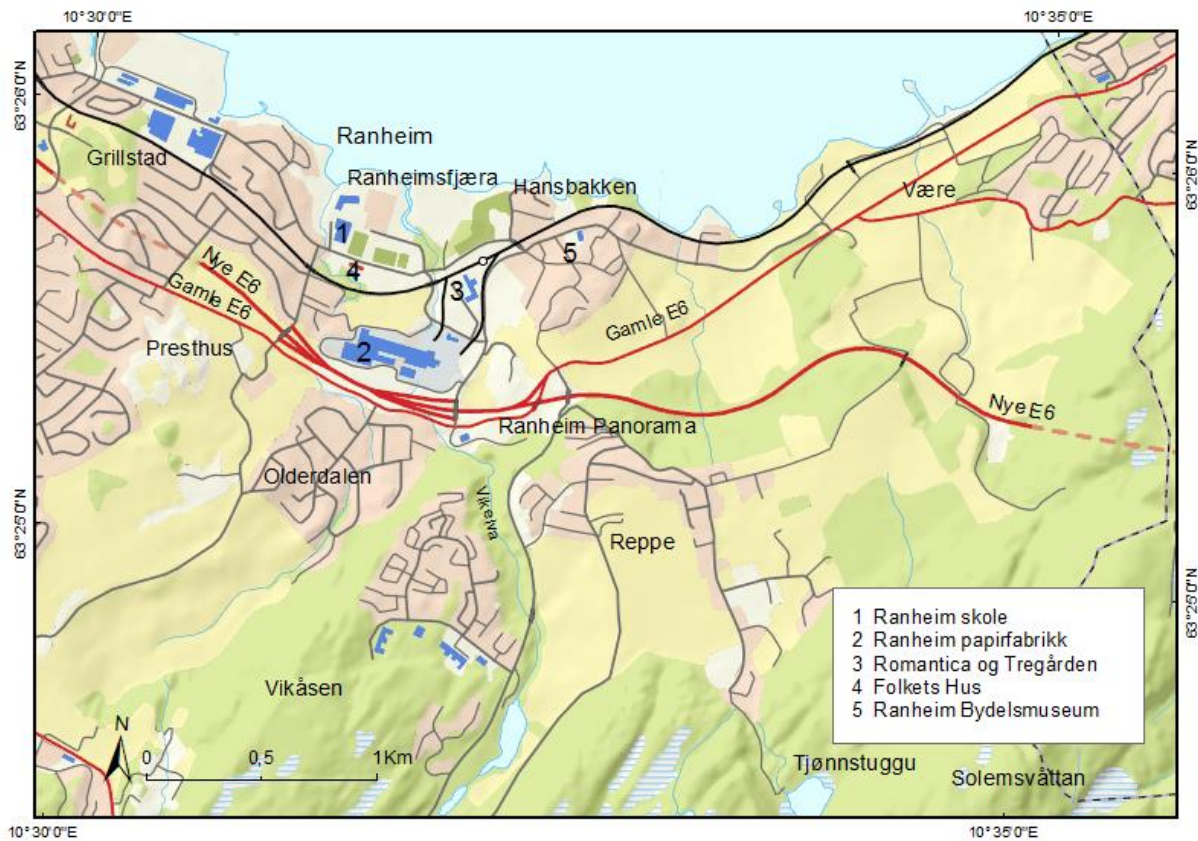 10°30'0"E
10°35'0"E
63°26'0"N
63°26'0"N
Ranheim
Grillstad
Ranheimsfjæra
Hansbakken
Være
1
5
4
Nye E6
3
Gamle E6
Gamle E6
Presthus
2
Nye E6
Ranheim Panorama
Olderdalen
Vikelva
63°25'0"N
Reppe
63°25'0"N
1 Ranheim skole
2 Ranheim papirfabrikk
3 Romantica og Tregården
4 Folkets Hus
5 Ranheim Bydelsmuseum
Vikåsen
N
0 0,5 1Km
Tjønnstuggu
Solemsvåttan
10°30'0"E
10°35'0"E